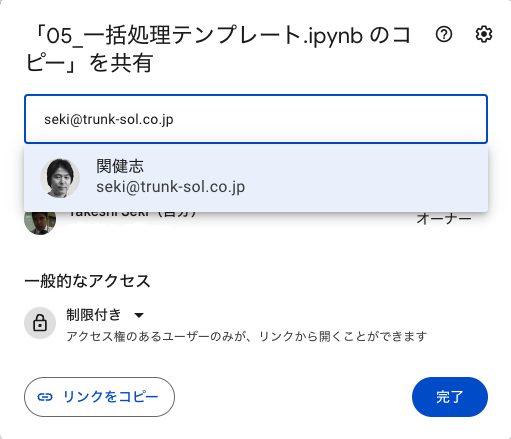 「05_一括処理テンプレート.ipynb のコ
ピー」を共有
seki@trunk-sol.co.jp
関健志
seki@trunk-sol.co.jp
Takeshi Seki（自分）
オーナー
一般的なアクセス
制限付き
アクセス権のあるユーザーのみが、リンクから開くことができます
リンクをコピー
完了